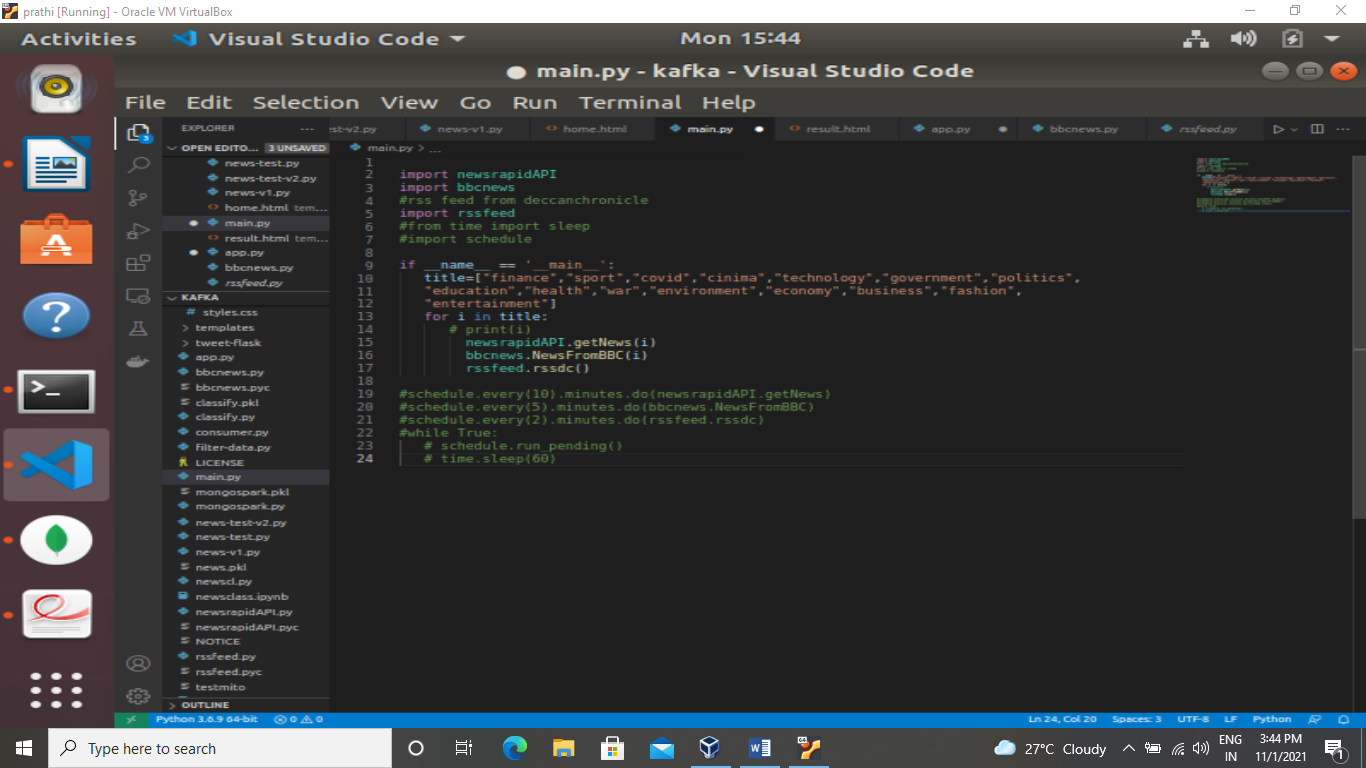 prathi [Running] - Oracle VM VirtualBox
Activities Visual Studio Code Mon 15:44
main.py - kafka - Visual Studio Code
File Edit Selection View Go Run Terminal Help
EXPLORER
st-v2.py news-v1.py home.html main.py result.html app.py bbcnews.py rssfeed.py
OPEN EDITO... 3 UNSAVED
news-test.py
news-test-v2.py
news-v1.py
home.html tem...
main.py
result.html tem...
app.py
bbcnews.py
rssfeed.py
KAFKA
styles.css
templates
tweet-flask
app.py
bbcnews.py
bbcnews.pyc
classify.pkl
classify.py
consumer.py
filter-data.py
LICENSE
main.py
mongospark.pkl
mongospark.py
news-test-v2.py
news-test.py
news-v1.py
news.pkl
newscl.py
newsclass.ipynb
newsrapidAPI.py
newsrapidAPI.pyc
NOTICE
rssfeed.py
rssfeed.pyc
testmito
OUTLINE
main.py > ...
1
2 import newsrapidAPI
3 import bbcnews
4 #rss feed from deccanchronicle
5 import rssfeed
6 #from time import sleep
7 #import schedule
8
9 if __name__ == '__main__':
10 title=["finance","sport","covid","cinima","technology","government","politics",
11 "education","health","war","environment","economy","business","fashion",
12 "entertainment"]
13 for i in title:
14 # print(i)
15 newsrapidAPI.getNews(i)
16 bbcnews.NewsFromBBC(i)
17 rssfeed.rssdc()
18
19 #schedule.every(10).minutes.do(newsrapidAPI.getNews)
20 #schedule.every(5).minutes.do(bbcnews.NewsFromBBC)
21 #schedule.every(2).minutes.do(rssfeed.rssdc)
22 #while True:
23 # schedule.run_pending()
24 # time.sleep(60)
Python 3.6.9 64-bit 0 0 Ln 24, Col 20 Spaces: 3 UTF-8 LF Python
Type here to search
27°C Cloudy
ENG
IN
3:44 PM
11/1/2021
1